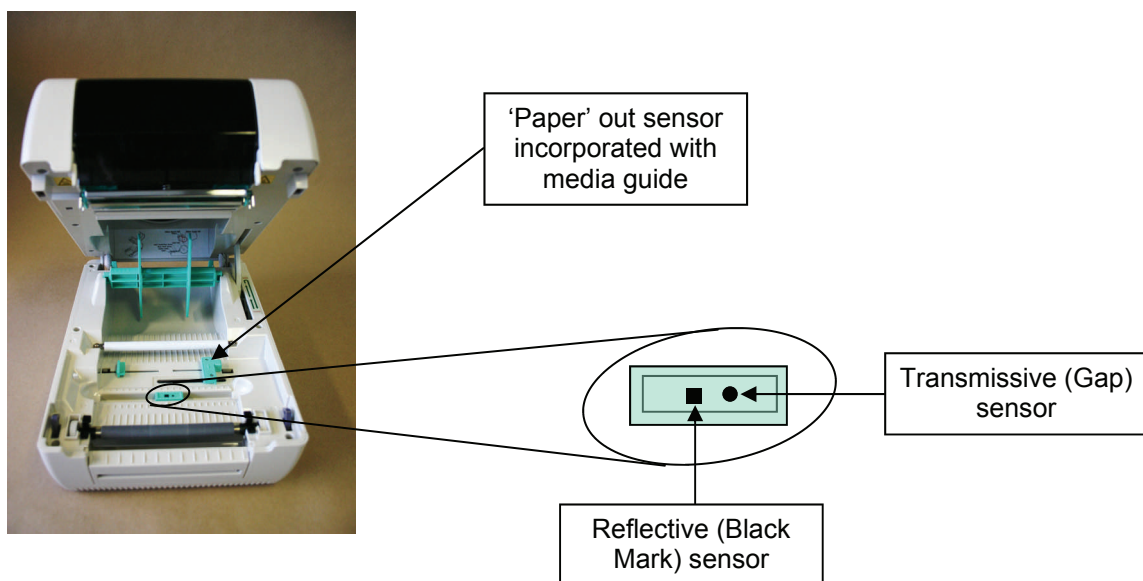 ‘Paper’ out sensor
incorporated with
media guide
Transmissive (Gap)
sensor
Reflective (Black
Mark) sensor